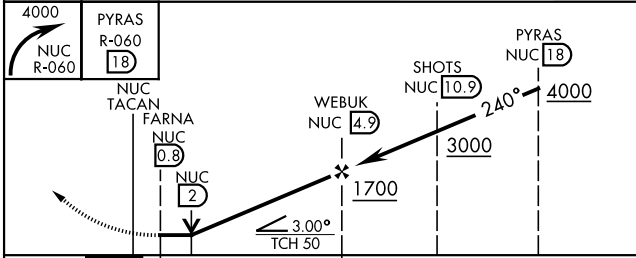 4000
NUC
R-060
PYRAS
R-060
18
NUC
TACAN
FARNA
NUC
0.8
NUC
2
WEBUK
NUC 4.9
SHOTS
NUC 10.9
PYRAS
NUC 18
240°
4000
3000
1700
3.00°
TCH 50